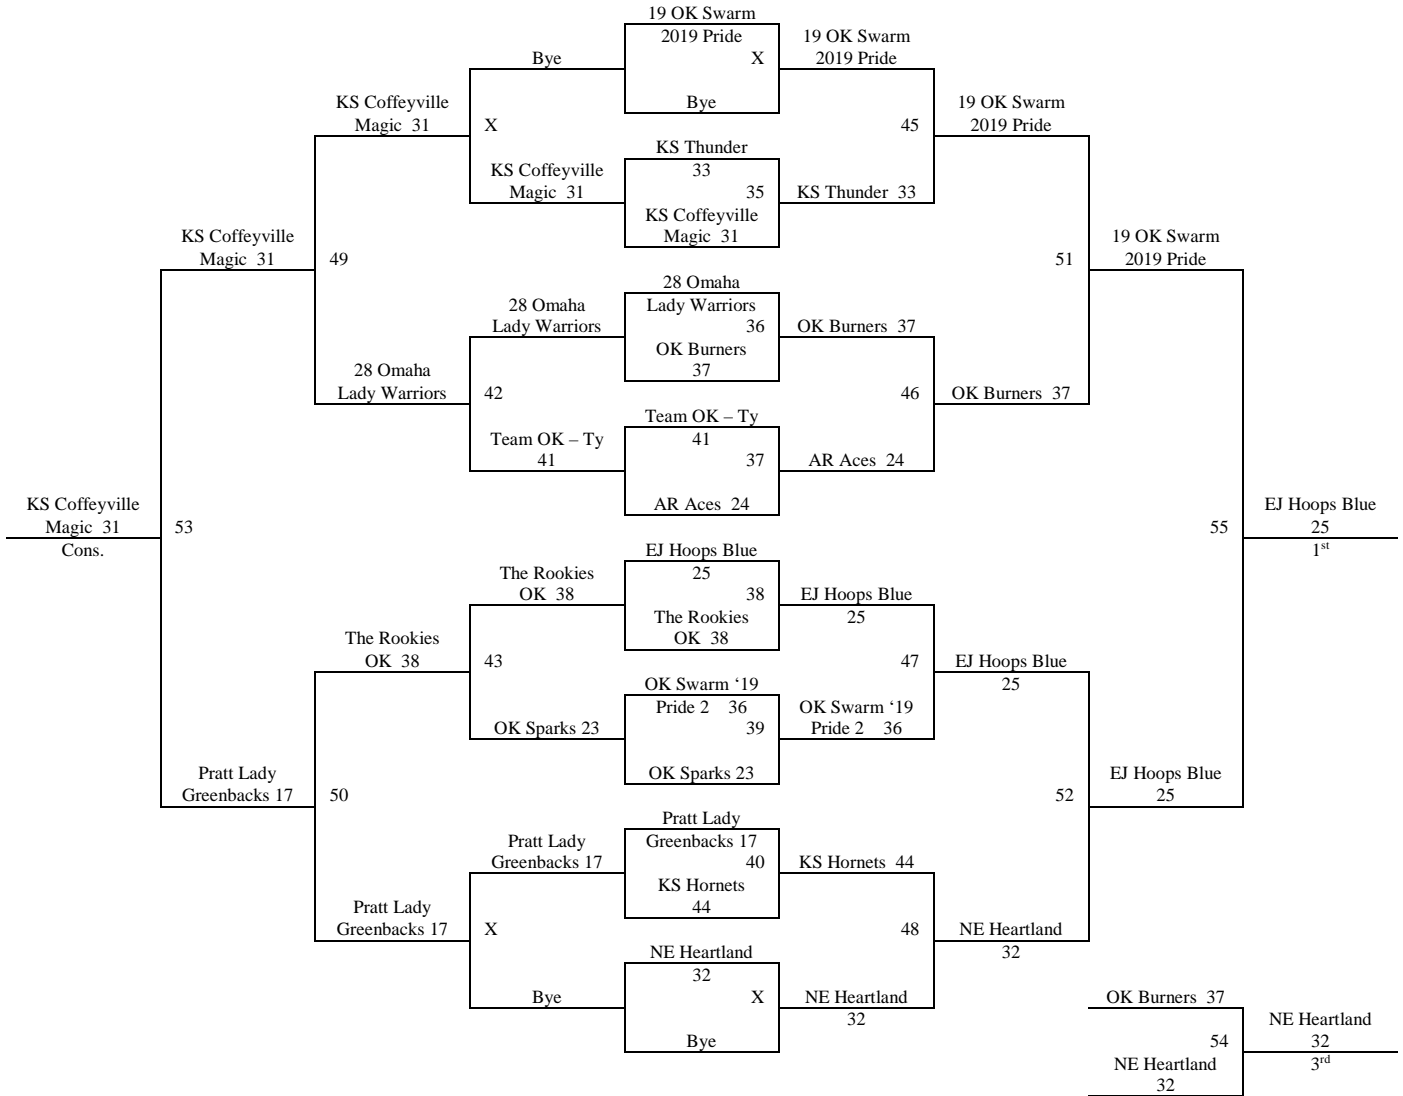 19 OK Swarm
2019 Pride
X
Bye
19 OK Swarm
2019 Pride
Bye
KS Coffeyville
Magic 31
X
45
19 OK Swarm
2019 Pride
KS Thunder
33
35
KS Coffeyville
Magic 31
KS Coffeyville
Magic 31
KS Thunder 33
KS Coffeyville
Magic 31
49
51
19 OK Swarm
2019 Pride
28 Omaha
Lady Warriors
36
OK Burners
37
28 Omaha
Lady Warriors
OK Burners 37
28 Omaha
Lady Warriors
42
46
OK Burners 37
Team OK – Ty
41
37
AR Aces 24
Team OK – Ty
41
AR Aces 24
KS Coffeyville
Magic 31
Cons.
53
55
EJ Hoops Blue
25
1st
EJ Hoops Blue
25
38
The Rookies
OK 38
The Rookies
OK 38
EJ Hoops Blue
25
The Rookies
OK 38
43
47
EJ Hoops Blue
25
OK Swarm ‘19
Pride 2 36
39
OK Sparks 23
OK Sparks 23
OK Swarm ‘19
Pride 2 36
Pratt Lady
Greenbacks 17
50
52
EJ Hoops Blue
25
Pratt Lady
Greenbacks 17
40
KS Hornets
44
Pratt Lady
Greenbacks 17
KS Hornets 44
Pratt Lady
Greenbacks 17
X
48
NE Heartland
32
NE Heartland
32
X
Bye
Bye
NE Heartland
32
OK Burners 37
54
NE Heartland
32
NE Heartland
32
3rd